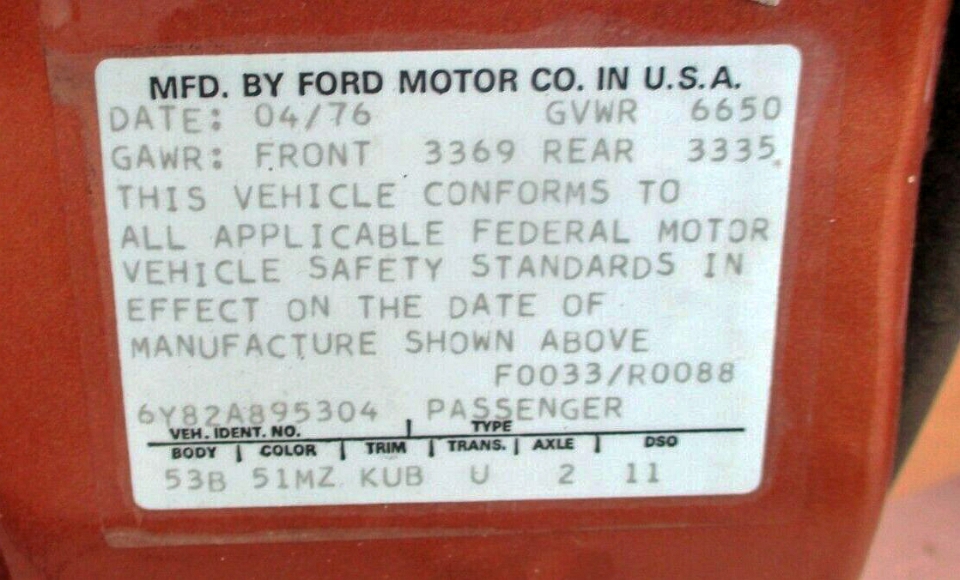 MFD. BY FORD MOTOR CO. IN U.S.A.
DATE: 04/76 GVWR 6650
GAWR: FRONT 3369 REAR 3335
THIS VEHICLE CONFORMS TO
ALL APPLICABLE FEDERAL MOTOR
VEHICLE SAFETY STANDARDS IN
EFFECT ON THE DATE OF
MANUFACTURE SHOWN ABOVE
F0033/R0088
6Y82A895304 PASSENGER
VEH. IDENT. NO. TYPE
BODY COLOR TRIM TRANS. AXLE DSO
53B 51MZ KUB U 2 11